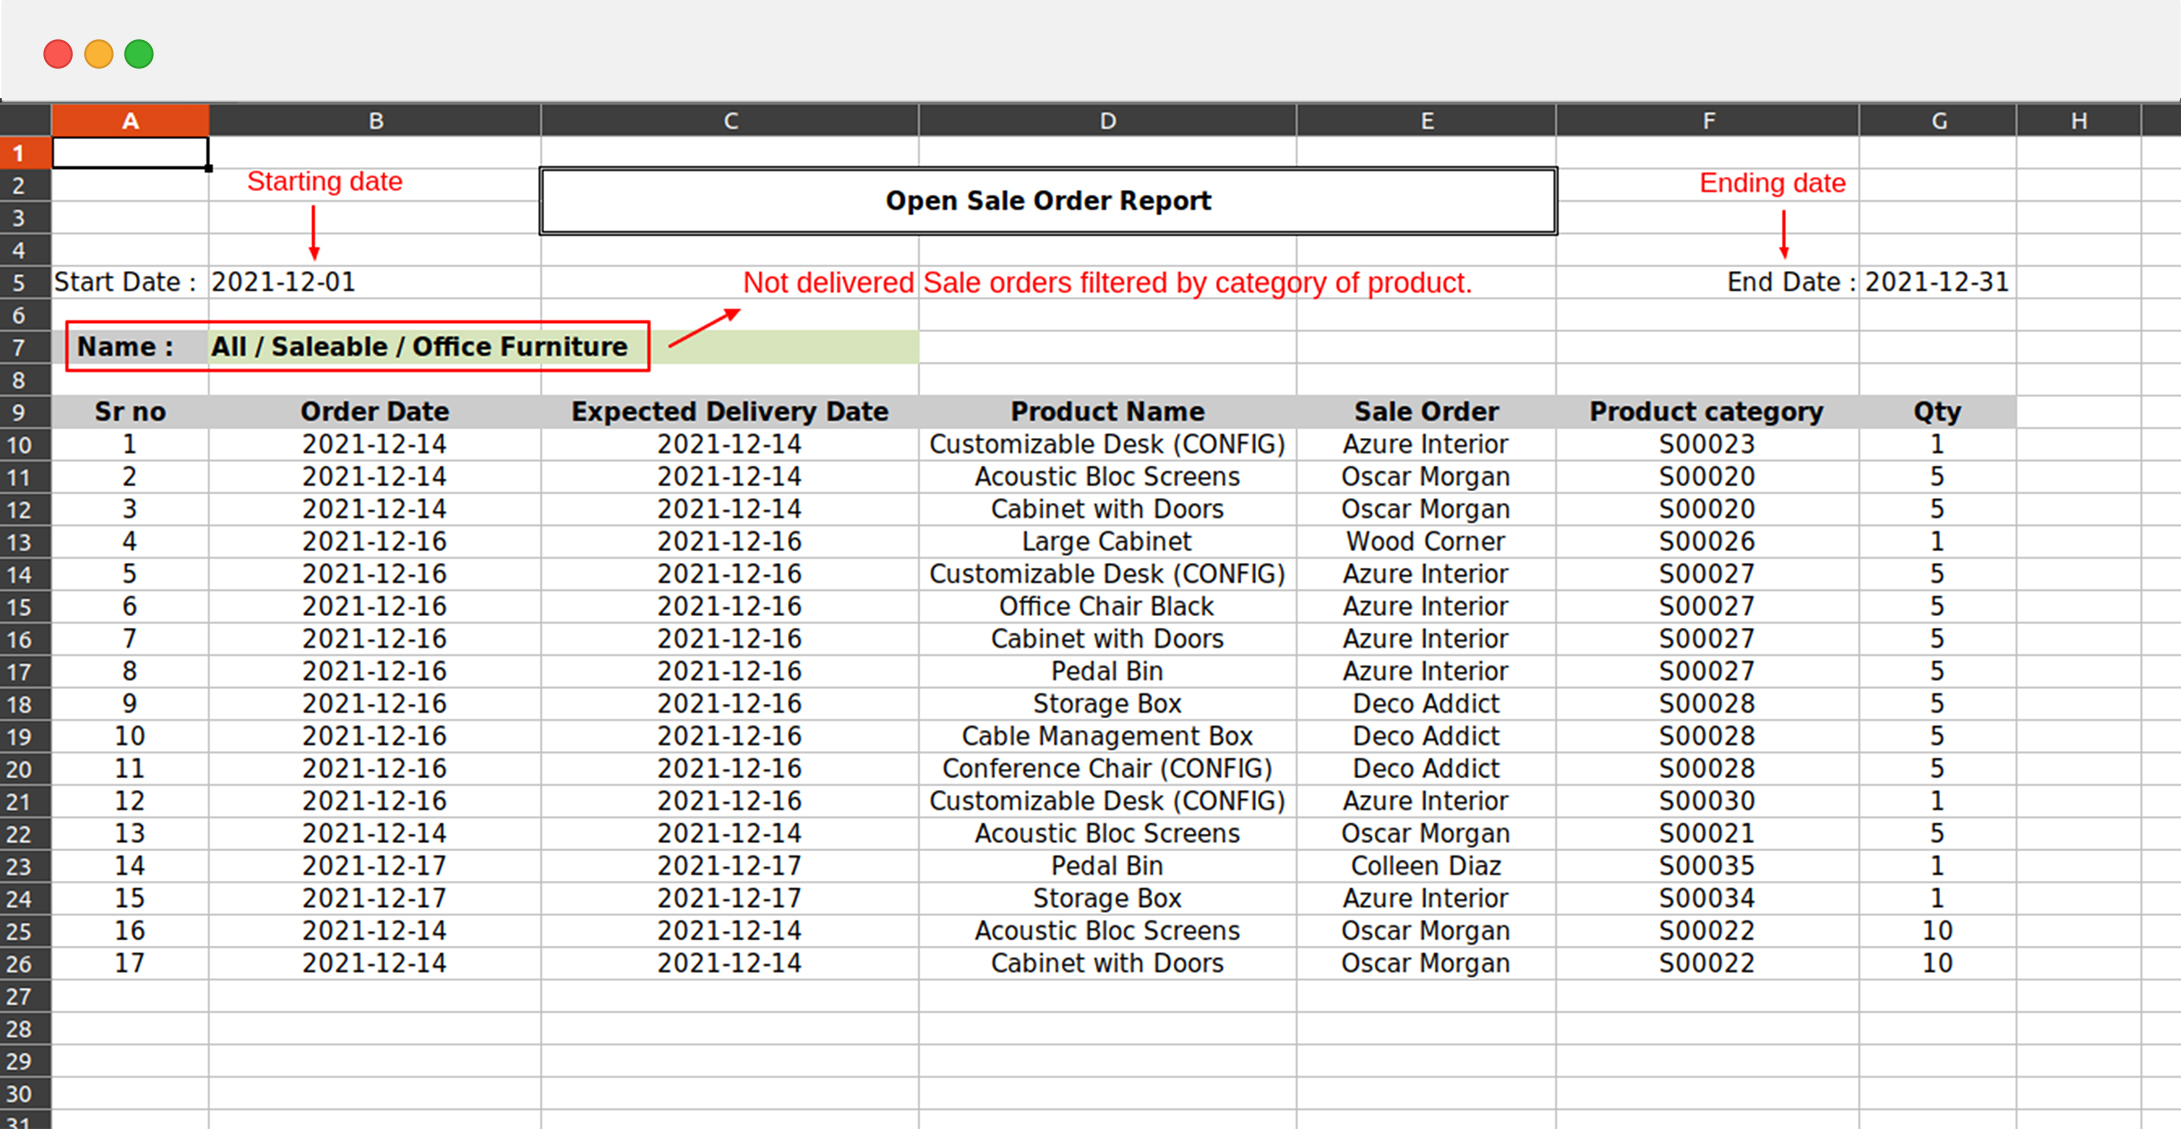 A B C D E F G H
1
Starting date
Ending date
2
Open Sale Order Report
3
4
5 Start Date : 2021-12-01 Not delivered Sale orders filtered by category of product. End Date : 2021-12-31
6
7 Name : All / Saleable / Office Furniture
8
9 Sr no Order Date Expected Delivery Date Product Name Sale Order Product category Qty
10 1 2021-12-14 2021-12-14 Customizable Desk (CONFIG) Azure Interior S00023 1
11 2 2021-12-14 2021-12-14 Acoustic Bloc Screens Oscar Morgan S00020 5
12 3 2021-12-14 2021-12-14 Cabinet with Doors Oscar Morgan S00020 5
13 4 2021-12-16 2021-12-16 Large Cabinet Wood Corner S00026 1
14 5 2021-12-16 2021-12-16 Customizable Desk (CONFIG) Azure Interior S00027 5
15 6 2021-12-16 2021-12-16 Office Chair Black Azure Interior S00027 5
16 7 2021-12-16 2021-12-16 Cabinet with Doors Azure Interior S00027 5
17 8 2021-12-16 2021-12-16 Pedal Bin Azure Interior S00027 5
18 9 2021-12-16 2021-12-16 Storage Box Deco Addict S00028 5
19 10 2021-12-16 2021-12-16 Cable Management Box Deco Addict S00028 5
20 11 2021-12-16 2021-12-16 Conference Chair (CONFIG) Deco Addict S00028 5
21 12 2021-12-16 2021-12-16 Customizable Desk (CONFIG) Azure Interior S00030 1
22 13 2021-12-14 2021-12-14 Acoustic Bloc Screens Oscar Morgan S00021 5
23 14 2021-12-17 2021-12-17 Pedal Bin Colleen Diaz S00035 1
24 15 2021-12-17 2021-12-17 Storage Box Azure Interior S00034 1
25 16 2021-12-14 2021-12-14 Acoustic Bloc Screens Oscar Morgan S00022 10
26 17 2021-12-14 2021-12-14 Cabinet with Doors Oscar Morgan S00022 10
27
28
29
30
31